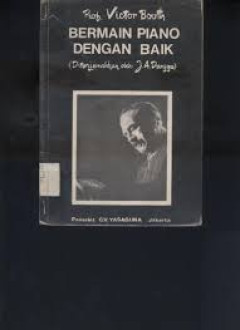 Prof. Victor Booth
BERMAIN PIANO
DENGAN BAIK
(Diterjemahkan oleh J.A. Dungga)
Penerbit CV YASAGUNA Jakarta